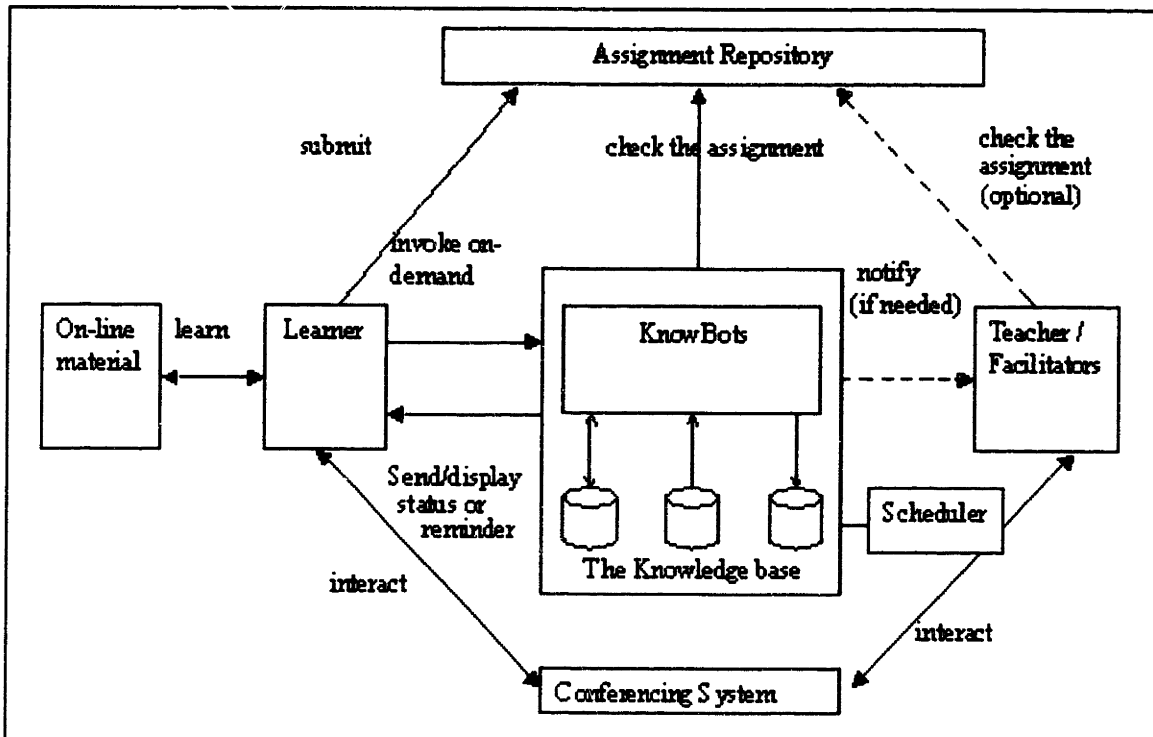 Assignment Repository
submit
check the assignment
check the
assignment
(optional)
invoke on-
demand
notify
(if needed)
On-line
material
learn
Learner
KnowBots
Teacher /
Facilitators
Send/display
status or
reminder
Scheduler
The Knowledge base
interact
interact
Conferencing System